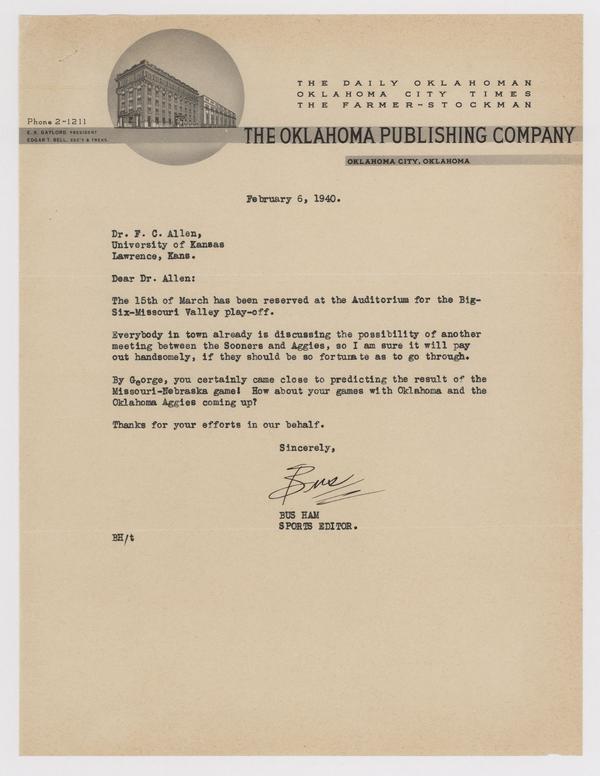 THE DAILY OKLAHOMAN
OKLAHOMA CITY TIMES
THE FARMER-STOCKMAN
Phone 2-1211
E. K. GAYLORD PRESIDENT
EDGAR T. BELL, SEC'Y & TREAS.
THE OKLAHOMA PUBLISHING COMPANY
OKLAHOMA CITY, OKLAHOMA
February 6, 1940.
Dr. F. C. Allen,
University of Kansas
Lawrence, Kans.
Dear Dr. Allen:
The 15th of March has been reserved at the Auditorium for the Big-
Six-Missouri Valley play-off.
Everybody in town already is discussing the possibility of another
meeting between the Sooners and Aggies, so I am sure it will pay
out handsomely, if they should be so fortunate as to go through.
By George, you certainly came close to predicting the result of the
Missouri-Nebraska game! How about your games with Oklahoma and the
Oklahoma Aggies coming up?
Thanks for your efforts in our behalf.
Sincerely,
Bus
BUS HAM
SPORTS EDITOR.
BH/t